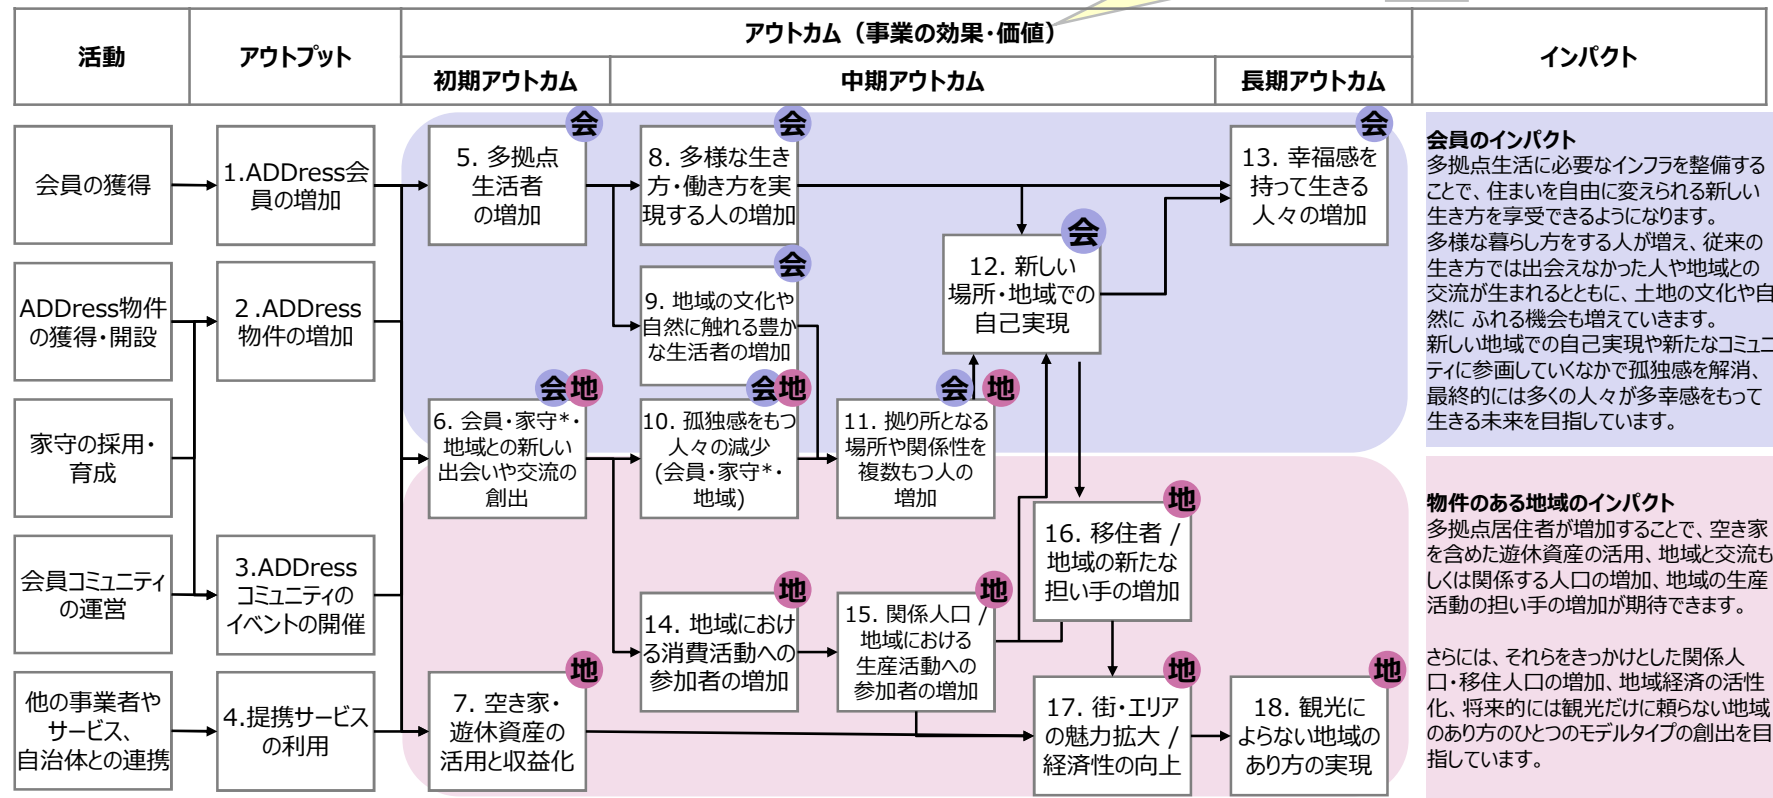 活動
アウトプット
アウトカム（事業の効果・価値）
初期アウトカム
中期アウトカム
長期アウトカム
インパクト
会員の獲得
ADDress物件
の獲得・開設
家守の採用・
育成
会員コミュニティ
の運営
他の事業者や
サービス、
自治体との連携
1.ADDress会
員の増加
2.ADDress
物件の増加
3.ADDress
コミュニティの
イベントの開催
4.提携サービス
の利用
会
5. 多拠点
生活者
の増加
会地
6. 会員・家守*・
地域との新しい
出会いや交流の
創出
地
7. 空き家・
遊休資産の
活用と収益化
会
8. 多様な生き
方・働き方を実
現する人の増加
会
9. 地域の文化や
自然に触れる豊か
な生活者の増加
会地
10. 孤独感をもつ
人々の減少
(会員・家守*・
地域)
会 地
11. 拠り所となる
場所や関係性を
複数もつ人の
増加
会
12. 新しい
場所・地域での
自己実現
会
13. 幸福感を
持って生きる
人々の増加
地
14. 地域におけ
る消費活動への
参加者の増加
地
15. 関係人口 /
地域における
生産活動への
参加者の増加
地
16. 移住者 /
地域の新たな
担い手の増加
地
17. 街・エリア
の魅力拡大 /
経済性の向上
地
18. 観光に
よらない地域の
あり方の実現
会員のインパクト
多拠点生活に必要なインフラを整備する
ことで、住まいを自由に変えられる新しい
生き方を享受できるようになります。
多様な暮らし方をする人が増え、従来の
生き方では出会えなかった人や地域との
交流が生まれるとともに、土地の文化や自
然に ふれる機会も増えていきます。
新しい地域での自己実現や新たなコミュニ
ティに参画していくなかで孤独感を解消、
最終的には多くの人々が多幸感をもって
生きる未来を目指しています。
物件のある地域のインパクト
多拠点居住者が増加することで、空き家
を含めた遊休資産の活用、地域と交流も
しくは関係する人口の増加、地域の生産
活動の担い手の増加が期待できます。
さらには、それらをきっかけとした関係人
口・移住人口の増加、地域経済の活性
化、将来的には観光だけに頼らない地域
のあり方のひとつのモデルタイプの創出を目
指しています。